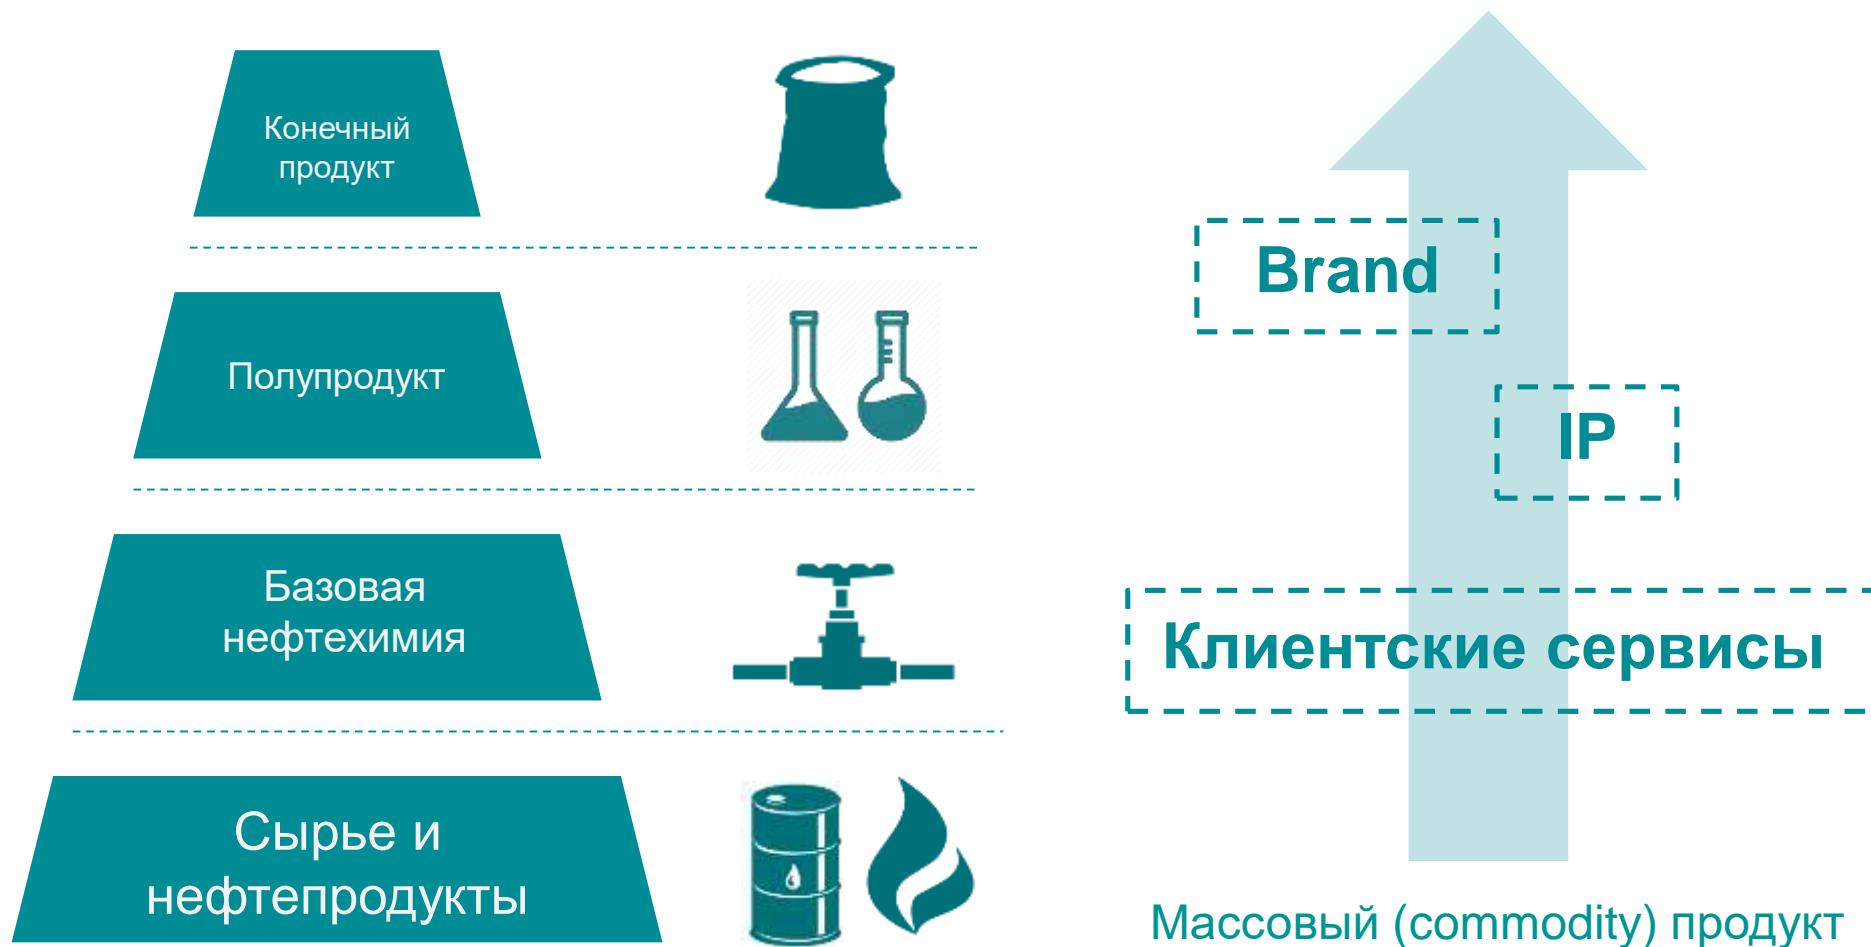 Конечный
продукт
Полупродукт
Базовая
нефтехимия
Сырье и
нефтепродукты
Brand
IP
Клиентские сервисы
Массовый (commodity) продукт